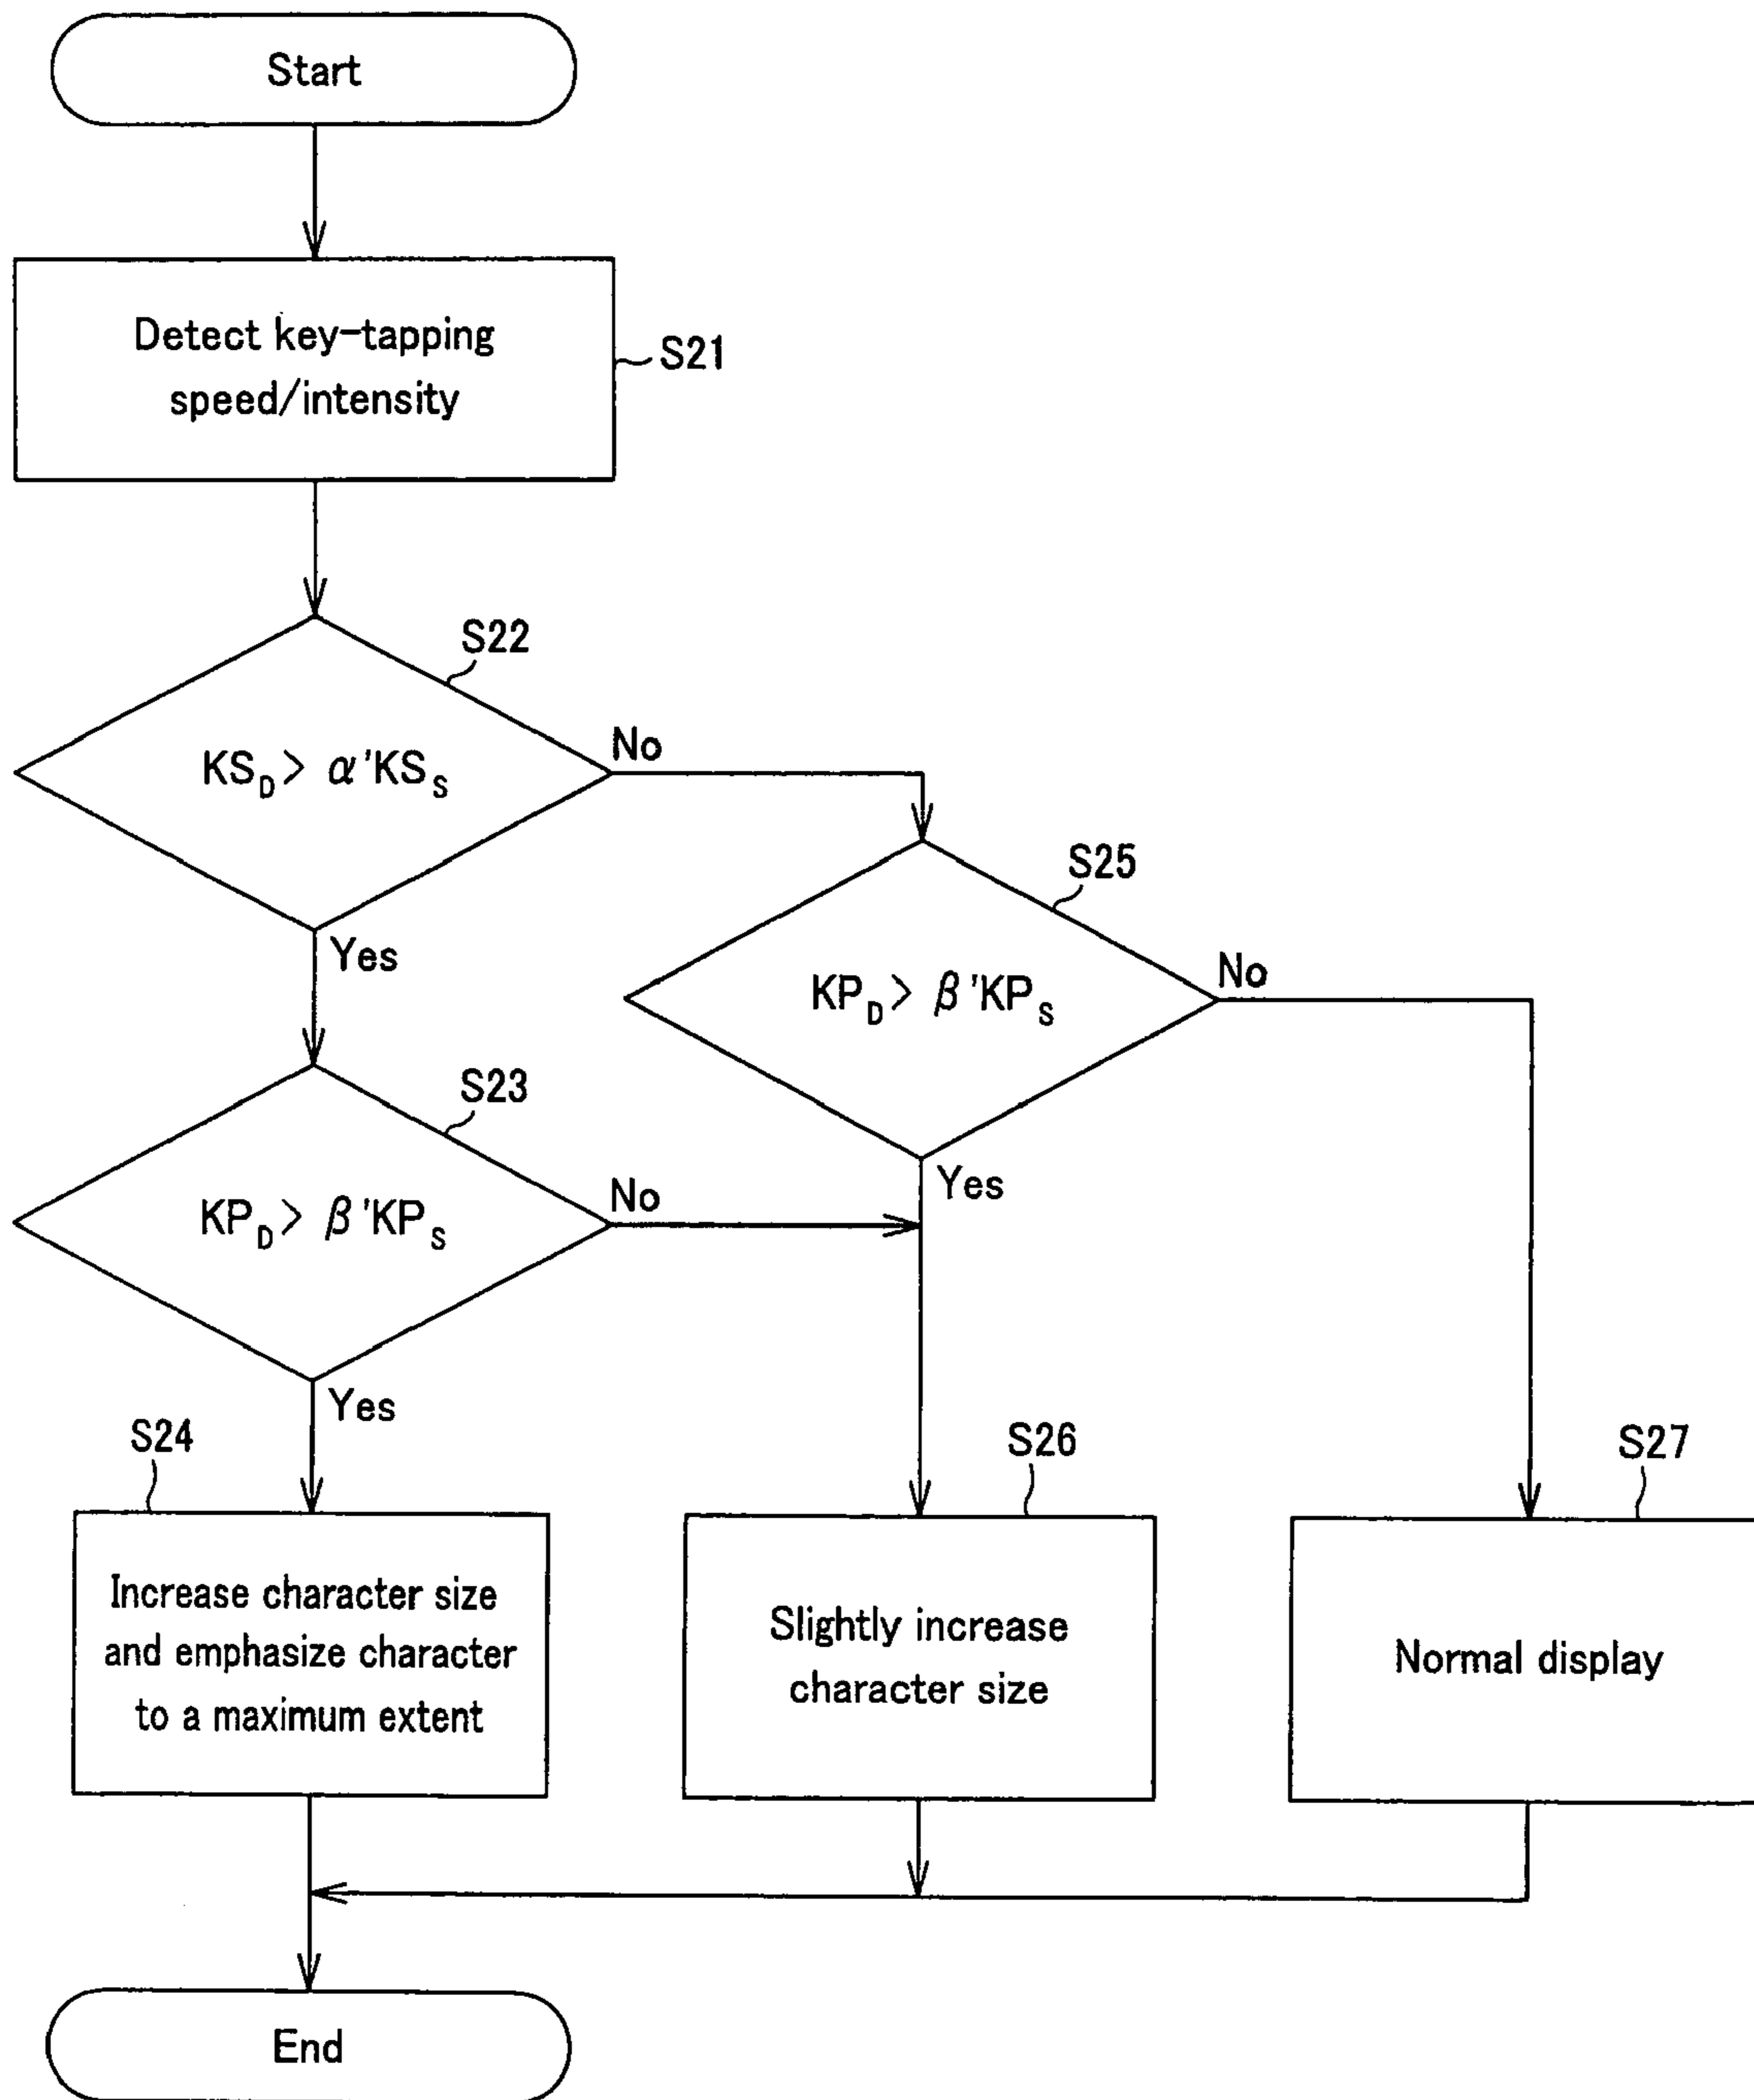 Start
Detect key-tapping
speed/intensity
S21
S22
KS_D > α'KS_S
No
Yes
S25
KP_D > β'KP_S
No
Yes
S23
KP_D > β'KP_S
No
Yes
S24
Increase character size
and emphasize character
to a maximum extent
S26
Slightly increase
character size
S27
Normal display
End